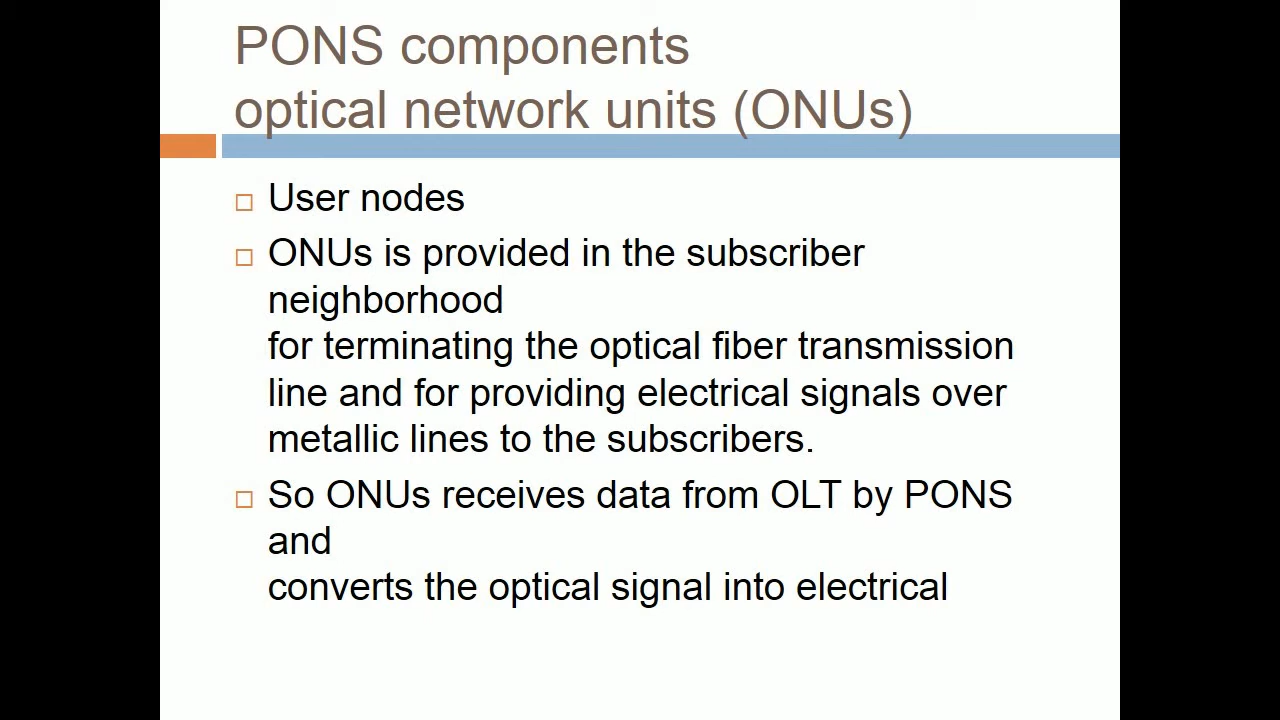 PONS components
optical network units (ONUs)
User nodes
ONUs is provided in the subscriber
neighborhood
for terminating the optical fiber transmission
line and for providing electrical signals over
metallic lines to the subscribers.
So ONUs receives data from OLT by PONS
and
converts the optical signal into electrical